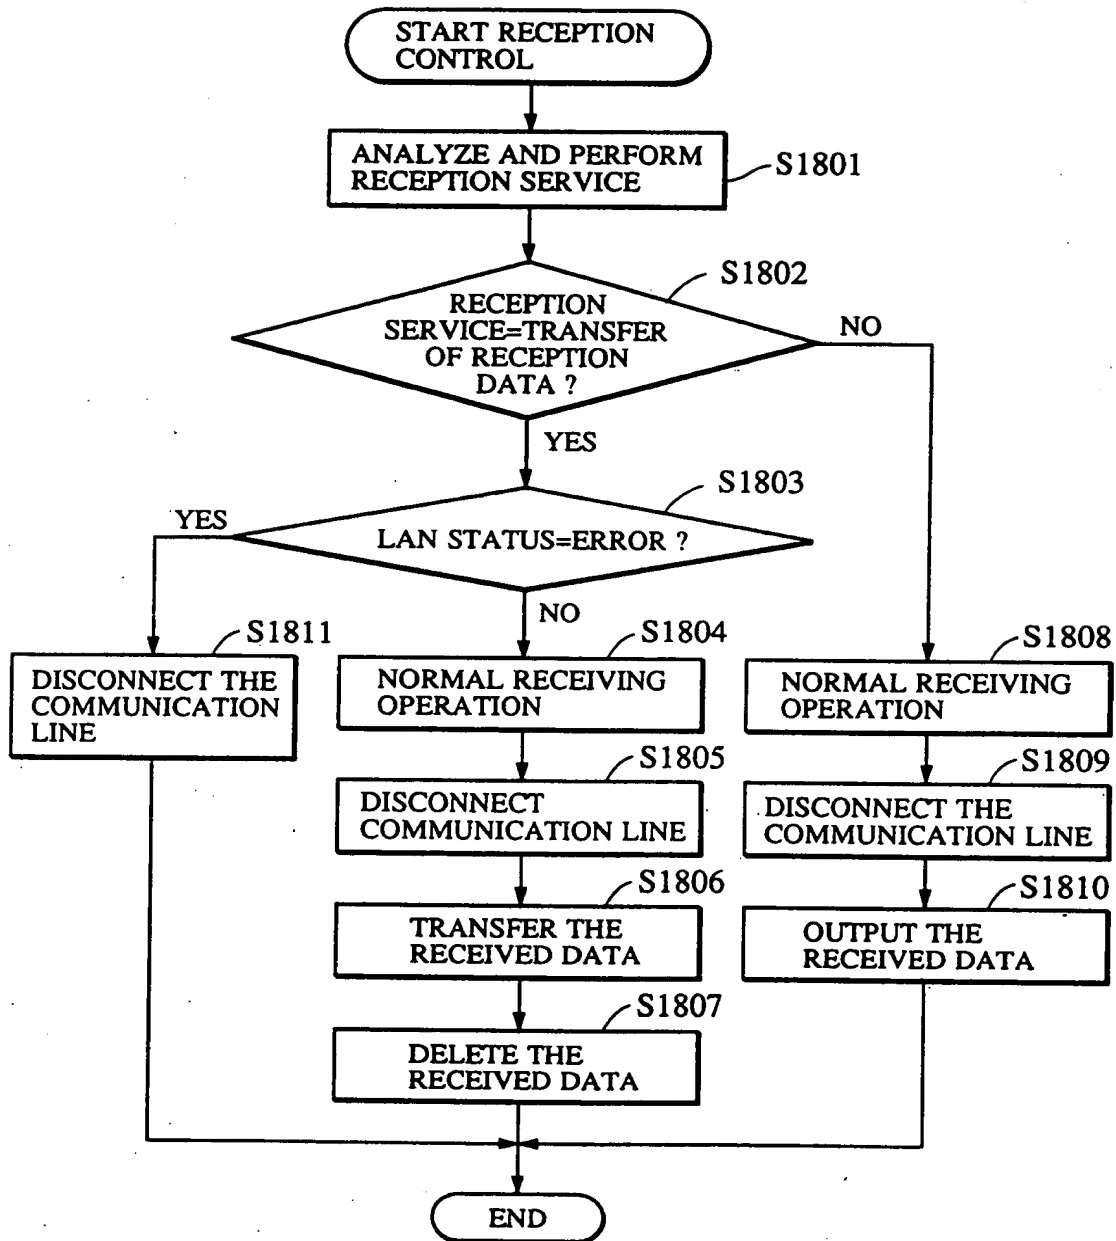 START RECEPTION
CONTROL
ANALYZE AND PERFORM
RECEPTION SERVICE
S1801
S1802
RECEPTION
SERVICE=TRANSFER
OF RECEPTION
DATA ?
NO
YES
S1803
YES
LAN STATUS=ERROR ?
NO
S1811
DISCONNECT THE
COMMUNICATION
LINE
S1804
NORMAL RECEIVING
OPERATION
S1808
NORMAL RECEIVING
OPERATION
S1805
DISCONNECT
COMMUNICATION LINE
S1809
DISCONNECT THE
COMMUNICATION LINE
S1806
TRANSFER THE
RECEIVED DATA
S1810
OUTPUT THE
RECEIVED DATA
S1807
DELETE THE
RECEIVED DATA
END